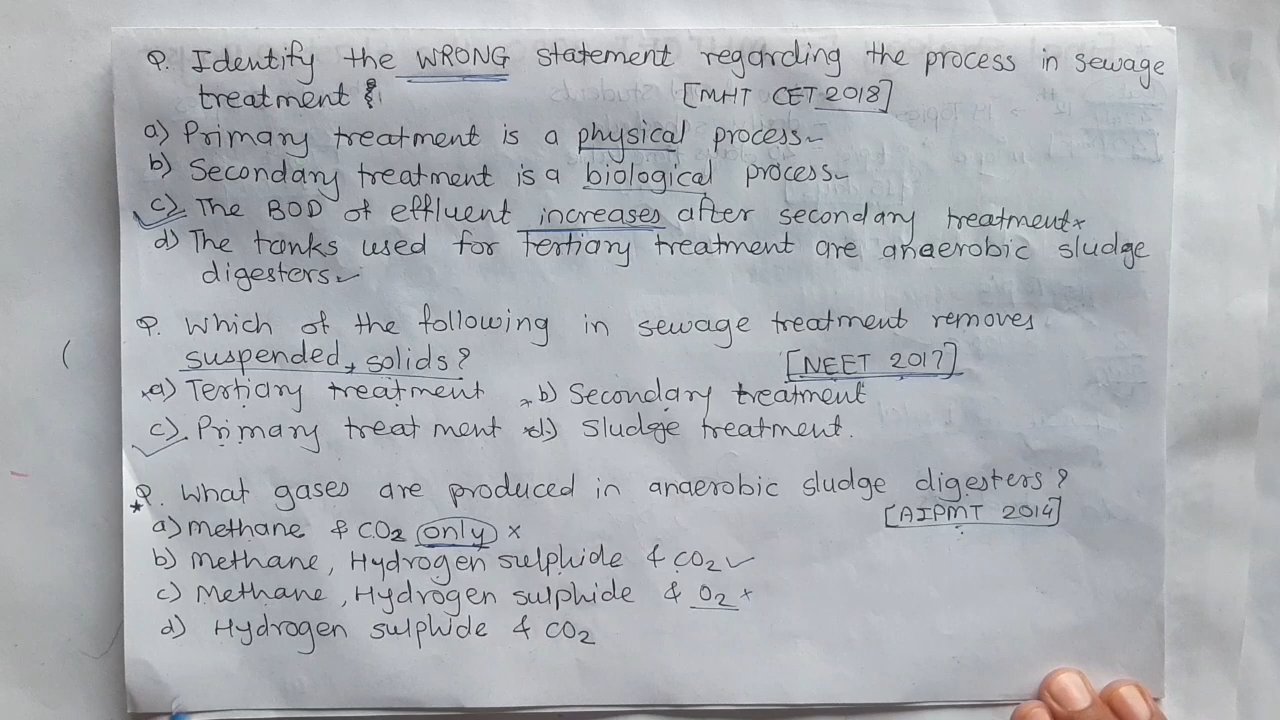 Q. Identify the WRONG statement regarding the process in sewage
treatment :
[MHT CET 2018]
a) Primary treatment is a physical process
b) Secondary treatment is a biological process
c) The BOD of effluent increases after secondary treatment
d) The tanks used for tertiary treatment are anaerobic sludge
digesters
Q. Which of the following in sewage treatment removes
suspended solids?
[NEET 2017]
a) Tertiary treatment b) Secondary treatment
c) Primary treatment d) Sludge treatment.
Q. What gases are produced in anaerobic sludge digesters?
[AIPMT 2014]
a) methane & CO2 only
b) Methane, Hydrogen sulphide & CO2
c) Methane, Hydrogen sulphide & O2
d) Hydrogen sulphide & CO2